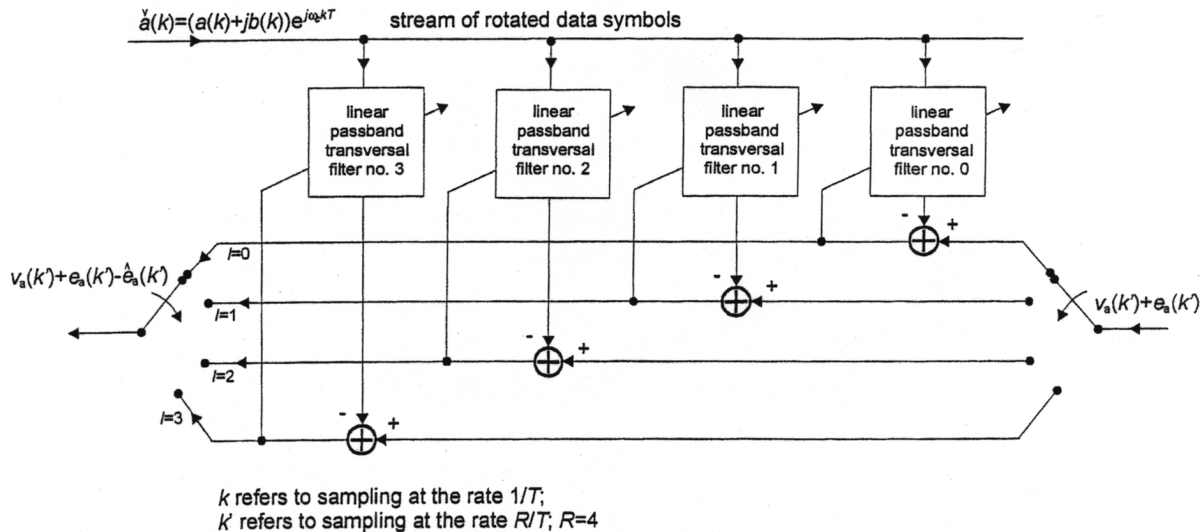 ǎ(k)=(a(k)+jb(k))e^{jω_c kT} stream of rotated data symbols
linear
passband
transversal
filter no. 3
linear
passband
transversal
filter no. 2
linear
passband
transversal
filter no. 1
linear
passband
transversal
filter no. 0
- +
l=0
v_a(k')+e_a(k')-ê_a(k')
- +
l=1
v_a(k')+e_a(k')
- +
l=2
- +
l=3
k refers to sampling at the rate 1/T;
k' refers to sampling at the rate R/T; R=4